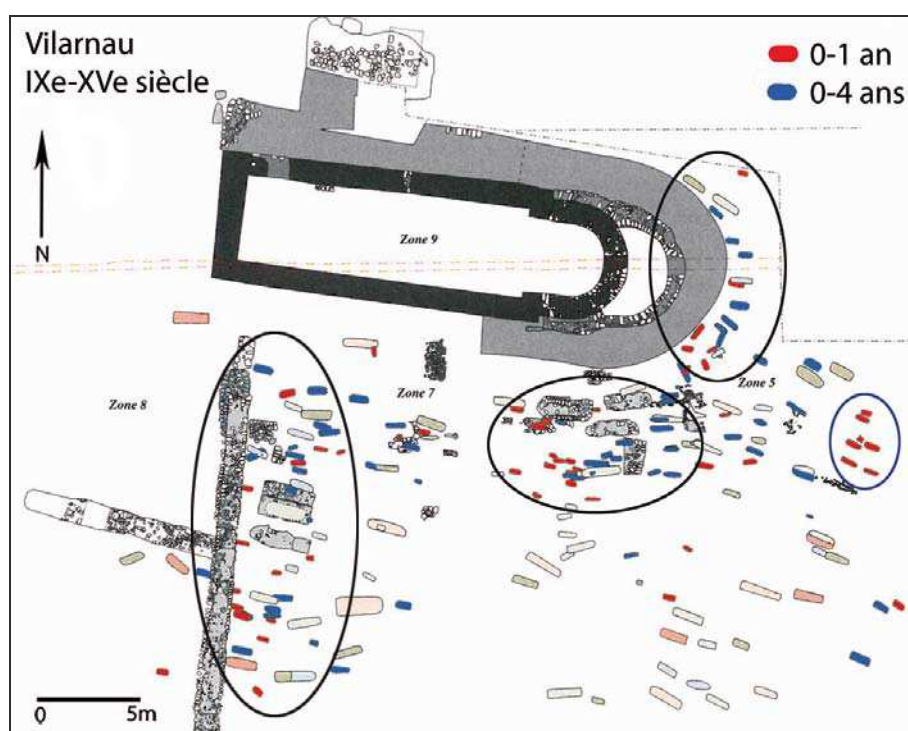 Vilarnau
IXe-XVe siècle
0-1 an
0-4 ans
N
Zone 9
Zone 5
Zone 7
Zone 8
0 5m